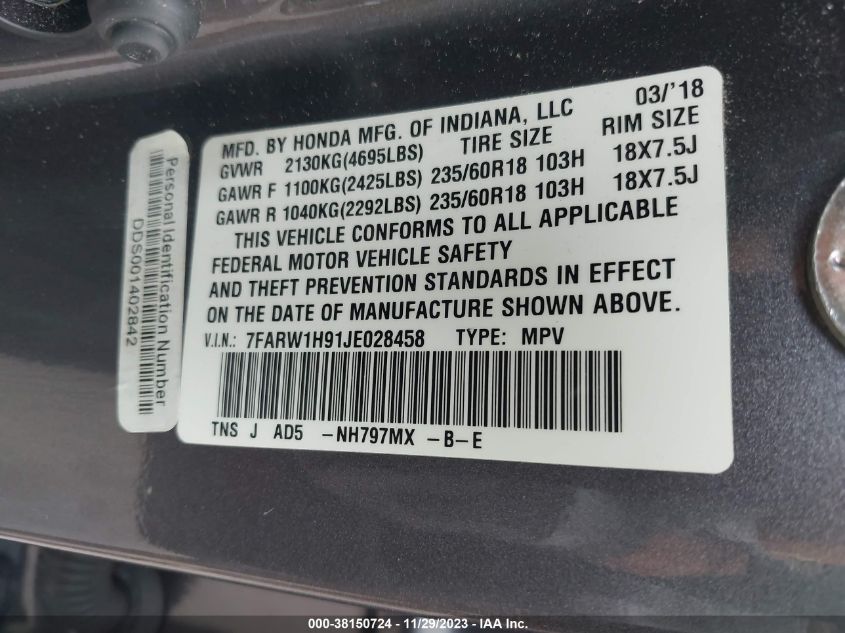 03/'18
MFD. BY HONDA MFG. OF INDIANA, LLC
GVWR 2130KG(4695LBS) TIRE SIZE RIM SIZE
GAWR F 1100KG(2425LBS) 235/60R18 103H 18X7.5J
GAWR R 1040KG(2292LBS) 235/60R18 103H 18X7.5J
THIS VEHICLE CONFORMS TO ALL APPLICABLE
FEDERAL MOTOR VEHICLE SAFETY
AND THEFT PREVENTION STANDARDS IN EFFECT
ON THE DATE OF MANUFACTURE SHOWN ABOVE.
V.I.N.: 7FARW1H91JE028458 TYPE: MPV
TNS J AD5 -NH797MX -B-E
Personal Identification Number
DDS001402842
000-38150724 - 11/29/2023 - IAA Inc.